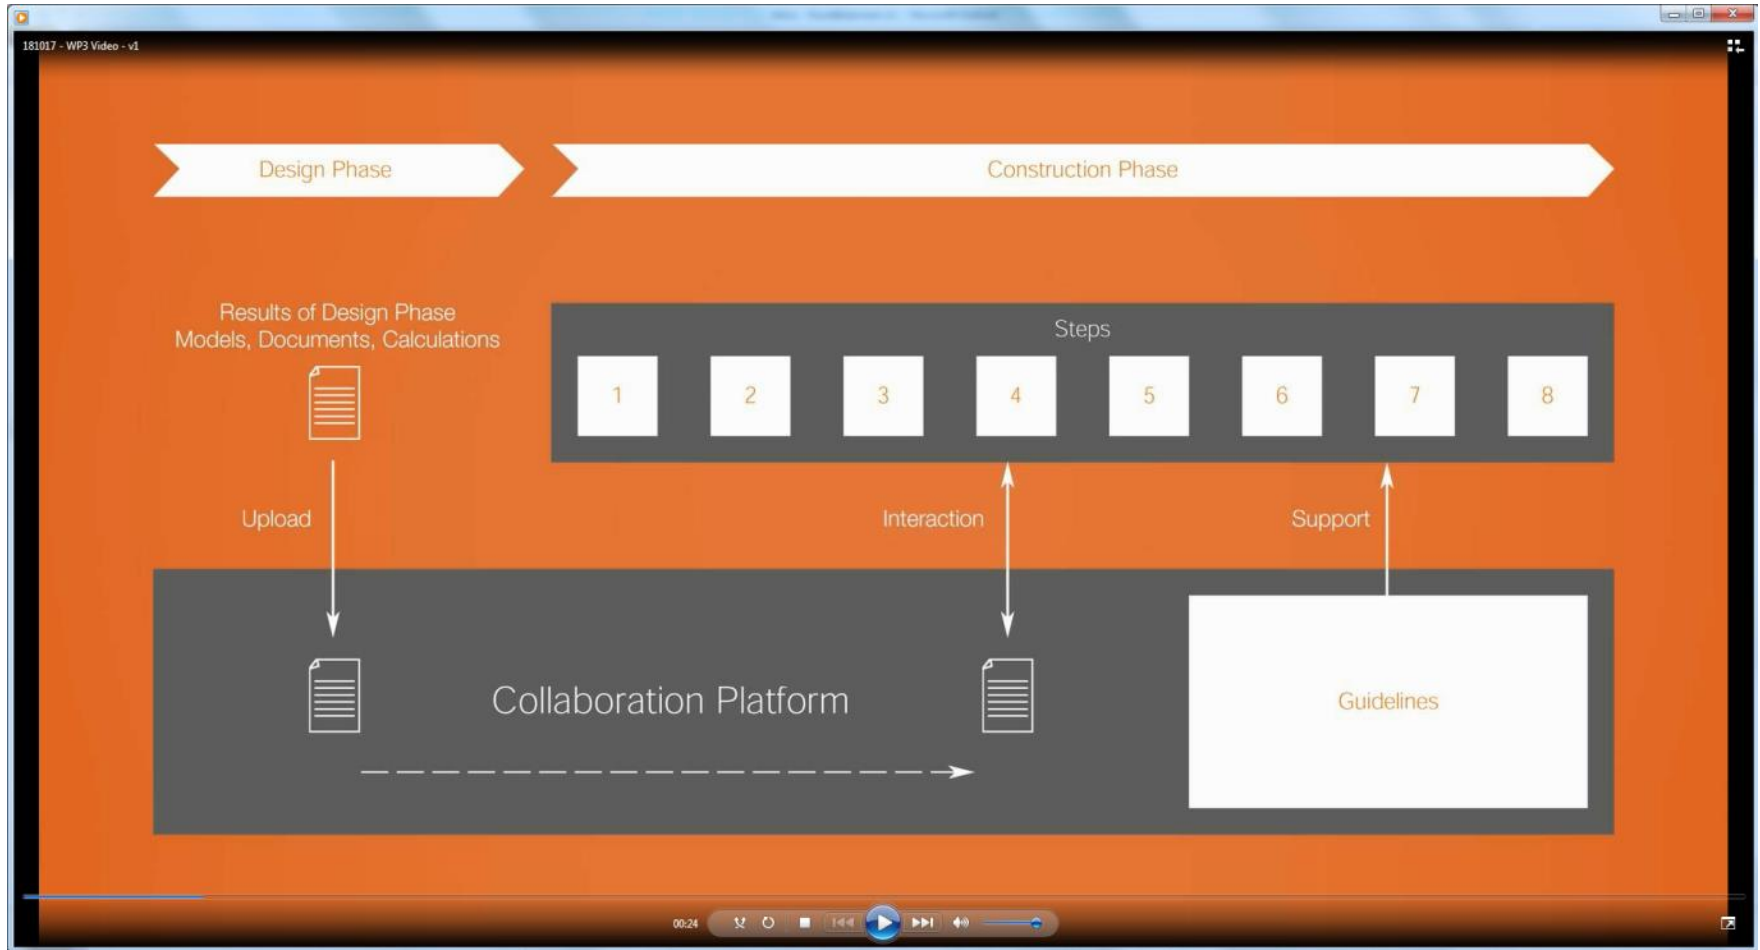 181017 - WP3 Video - v1
Design Phase
Construction Phase
Results of Design Phase
Models, Documents, Calculations
Steps
1 2 3 4 5 6 7 8
Upload
Interaction
Support
Collaboration Platform
Guidelines
00:24